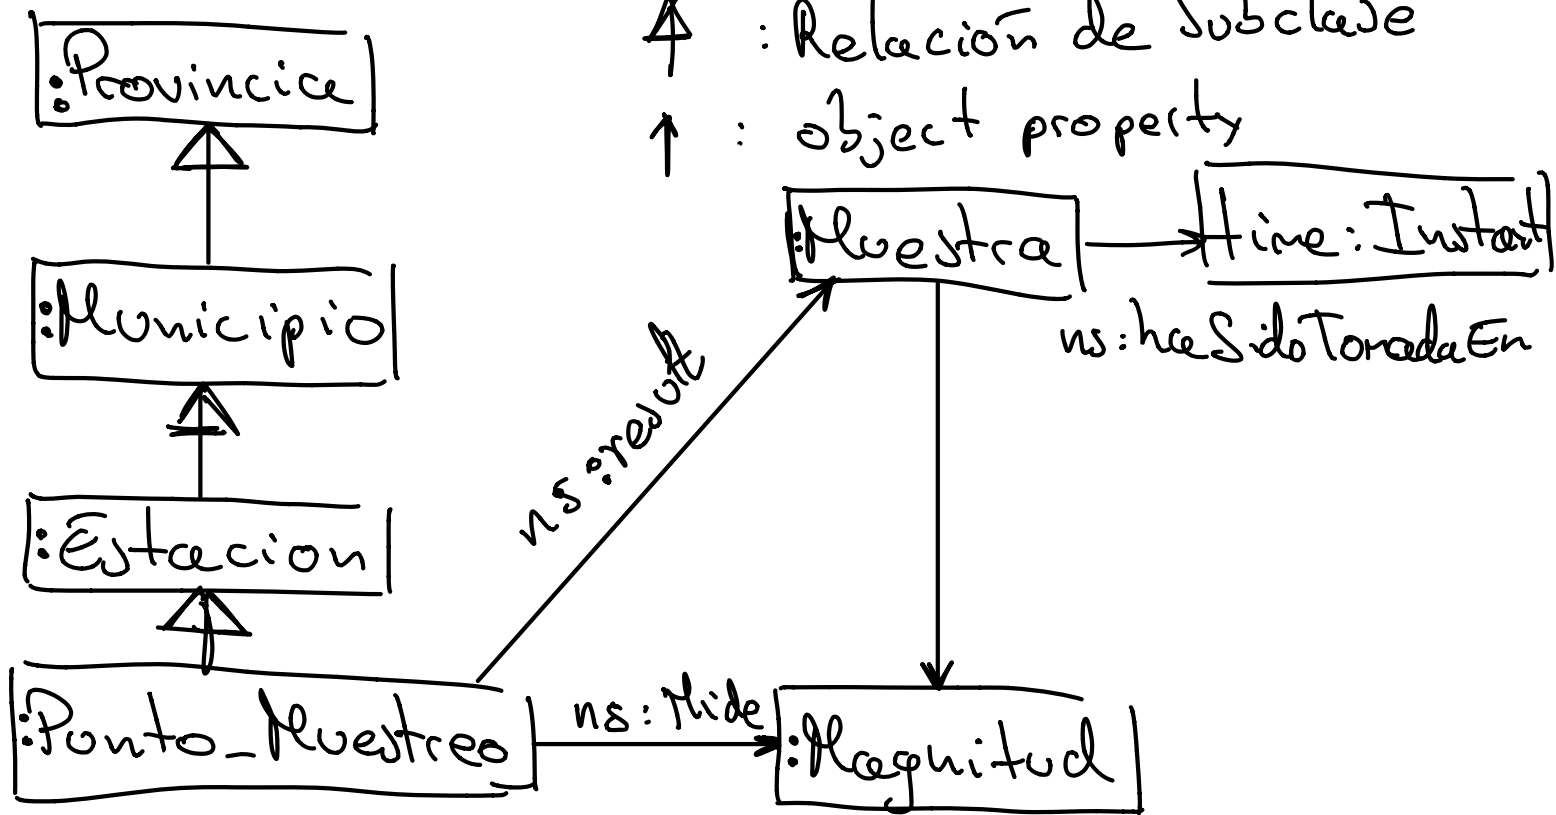 : Relación de Subclase
:Provincia
: object property
:Muestra
time:Instant
:Municipio
ns:haSidoTomadaEn
ns:result
:Estacion
:Punto_Muestreo
ns:Mide
:Magnitud